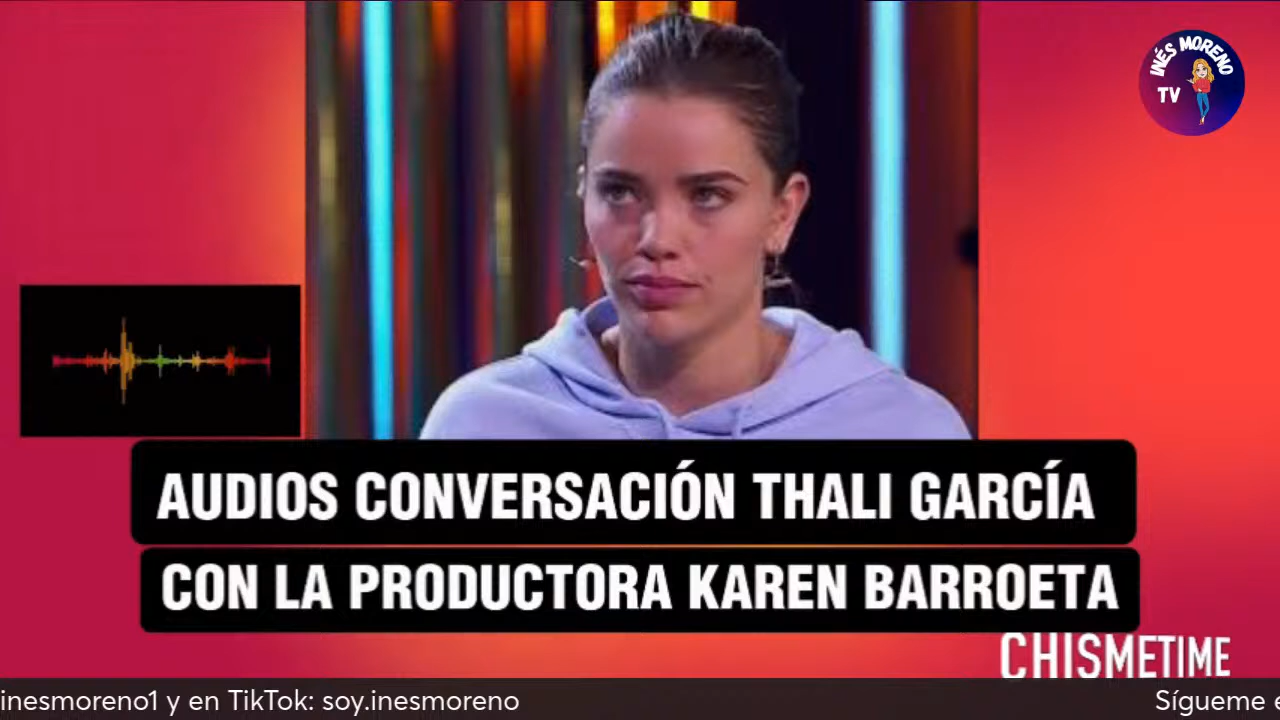 INÉS MORENO
TV
AUDIOS CONVERSACIÓN THALI GARCÍA
CON LA PRODUCTORA KAREN BARROETA
CHISMETIME
inesmoreno1 y en TikTok: soy.inesmoreno
Sígueme e